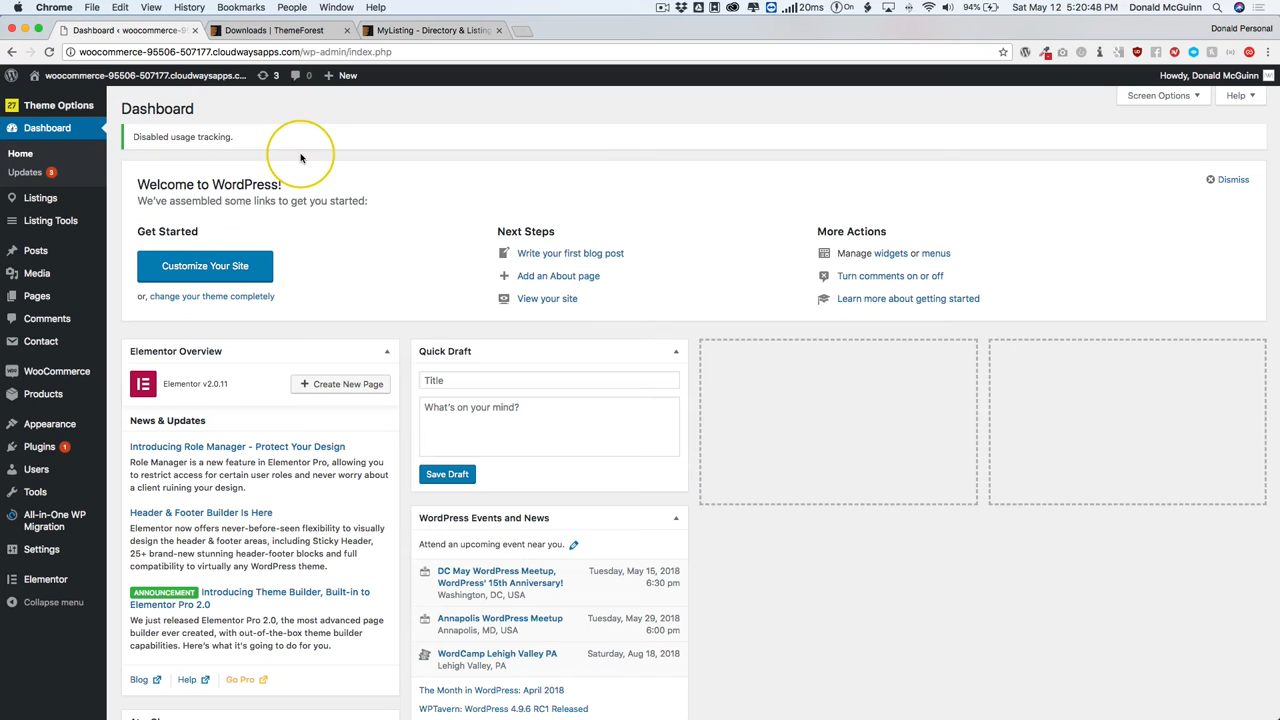 Chrome File Edit View History Bookmarks People Window Help 20ms On 94% Sat May 12 5:20:48 PM Donald McGuinn
Dashboard ‹ woocommerce-95506 Downloads | ThemeForest MyListing - Directory & Listing Donald Personal
woocommerce-95506-507177.cloudwaysapps.com/wp-admin/index.php
woocommerce-95506-507177.cloudwaysapps.c... 3 0 New Howdy, Donald McGuinn
27 Theme Options
Dashboard
Home
Updates 3
Listings
Listing Tools
Posts
Media
Pages
Comments
Contact
WooCommerce
Products
Appearance
Plugins 1
Users
Tools
All-in-One WP
Migration
Settings
Elementor
Collapse menu
Screen Options Help
Dashboard
Disabled usage tracking.
Welcome to WordPress!
We've assembled some links to get you started:
Dismiss
Get Started
Customize Your Site
or, change your theme completely
Next Steps
Write your first blog post
Add an About page
View your site
More Actions
Manage widgets or menus
Turn comments on or off
Learn more about getting started
Elementor Overview
Elementor v2.0.11 Create New Page
News & Updates
Introducing Role Manager - Protect Your Design
Role Manager is a new feature in Elementor Pro, allowing you
to restrict access for certain user roles and never worry about
a client ruining your design.
Header & Footer Builder Is Here
Elementor now offers never-before-seen flexibility to visually
design the header & footer areas, including Sticky Header,
25+ brand-new stunning header-footer blocks and full
compatibility to virtually any WordPress theme.
ANNOUNCEMENT Introducing Theme Builder, Built-in to
Elementor Pro 2.0
We just released Elementor Pro 2.0, the most advanced page
builder ever created, with out-of-the-box theme builder
capabilities. Here's what it's going to do for you.
Blog Help Go Pro
Quick Draft
Title
What's on your mind?
Save Draft
WordPress Events and News
Attend an upcoming event near you.
DC May WordPress Meetup, Tuesday, May 15, 2018
WordPress' 15th Anniversary! 6:30 pm
Washington, DC, USA
Annapolis WordPress Meetup Tuesday, May 29, 2018
Annapolis, MD, USA 6:00 pm
WordCamp Lehigh Valley, PA Saturday, Aug 18, 2018
Lehigh Valley, PA
The Month in WordPress: April 2018
WPTavern: WordPress 4.9.6 RC1 Released